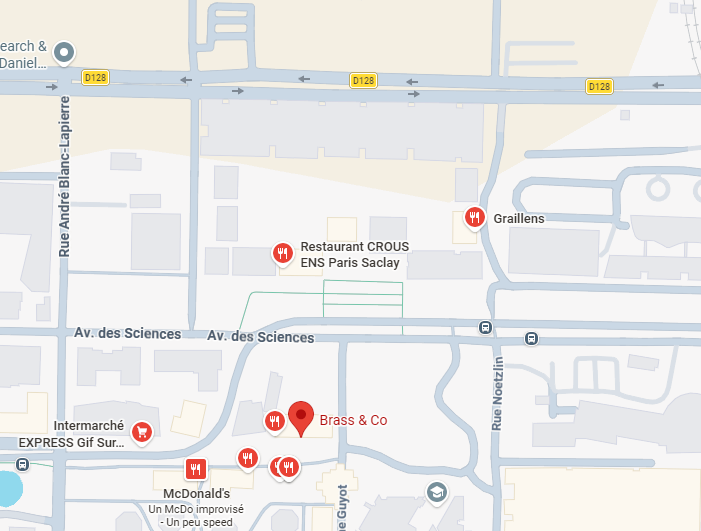 earch &
Daniel...
D128
D128
D128
Rue André Blanc-Lapierre
Graillens
Restaurant CROUS
ENS Paris Saclay
Av. des Sciences
Av. des Sciences
Rue Noetzlin
Brass & Co
Intermarché
EXPRESS Gif Sur...
McDonald's
Un McDo improvisé
- Un peu speed
ue Guyot